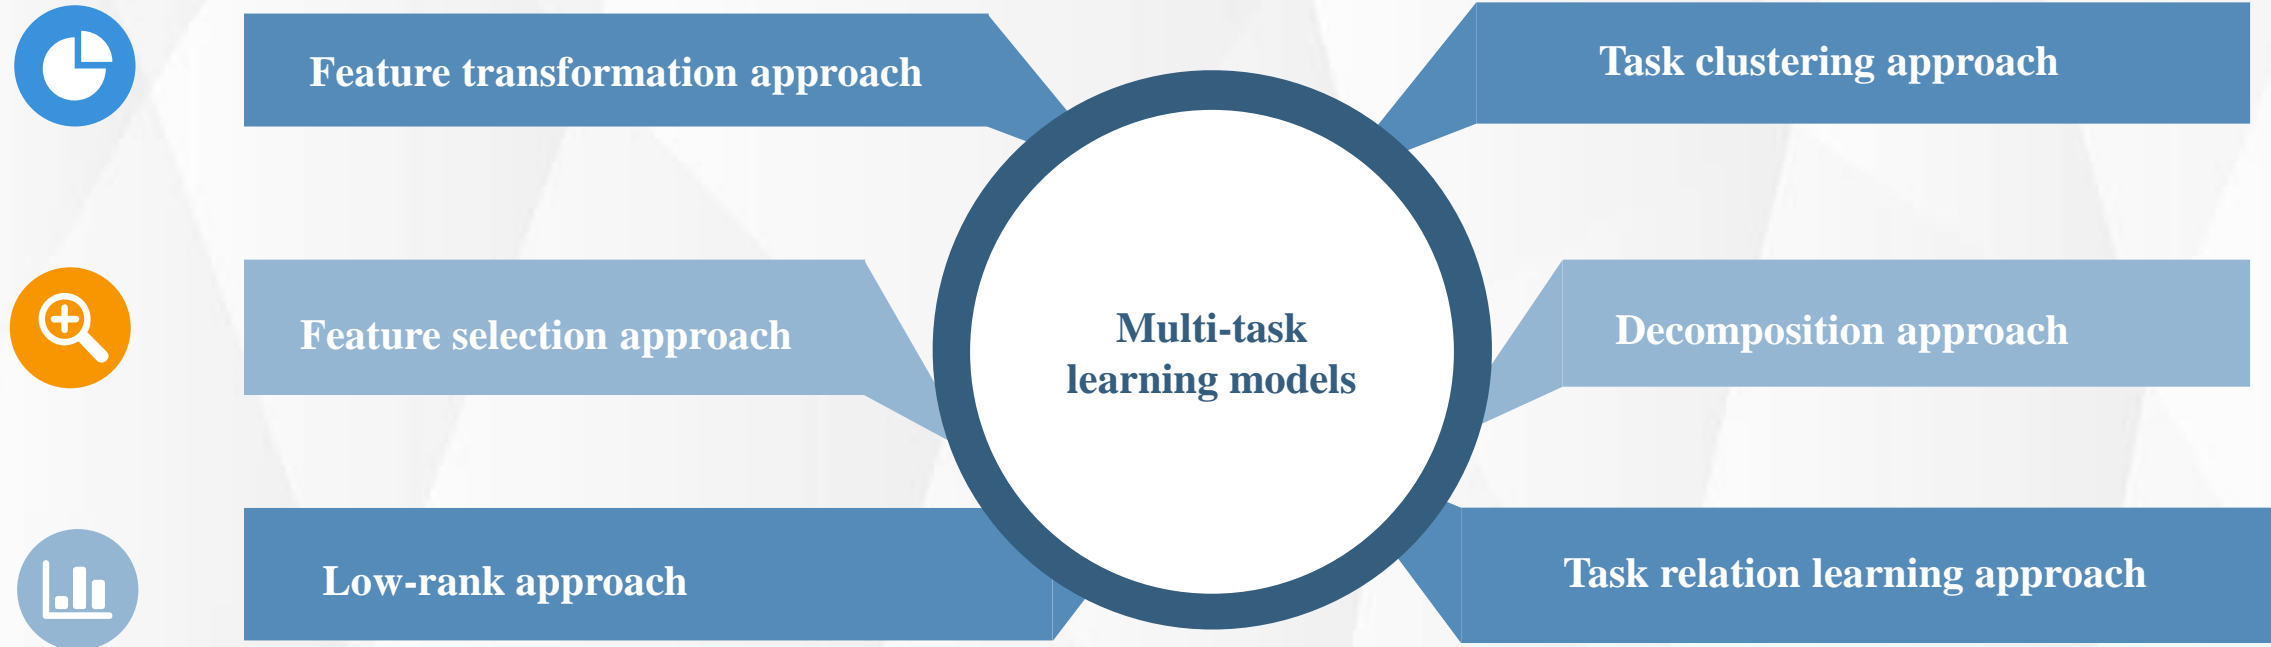 Feature transformation approach
Task clustering approach
Feature selection approach
Multi-task
learning models
Decomposition approach
Low-rank approach
Task relation learning approach